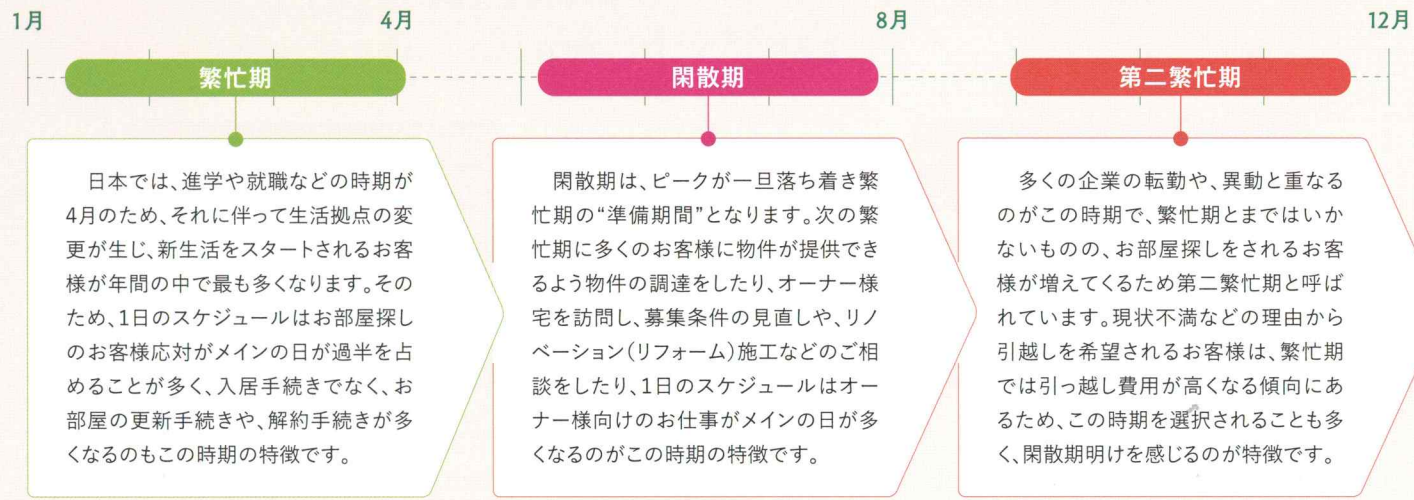 1月
4月
8月
12月
繁忙期
日本では、進学や就職などの時期が
4月のため、それに伴って生活拠点の変
更が生じ、新生活をスタートされるお客
様が年間の中で最も多くなります。その
ため、1日のスケジュールはお部屋探し
のお客様応対がメインの日が過半を占
めることが多く、入居手続きでなく、お
部屋の更新手続きや、解約手続きが多
くなるのもこの時期の特徴です。
閑散期
閑散期は、ピークが一旦落ち着き繁
忙期の“準備期間”となります。次の繁
忙期に多くのお客様に物件が提供でき
るよう物件の調達をしたり、オーナー様
宅を訪問し、募集条件の見直しや、リノ
ベーション(リフォーム)施工などのご相
談をしたり、1日のスケジュールはオー
ナー様向けのお仕事がメインの日が多
くなるのがこの時期の特徴です。
第二繁忙期
多くの企業の転勤や、異動と重なる
のがこの時期で、繁忙期とまではいか
ないものの、お部屋探しをされるお客
様が増えてくるため第二繁忙期と呼ば
れています。現状不満などの理由から
引越しを希望されるお客様は、繁忙期
では引っ越し費用が高くなる傾向にあ
るため、この時期を選択されることも多
く、閑散期明けを感じるのが特徴です。